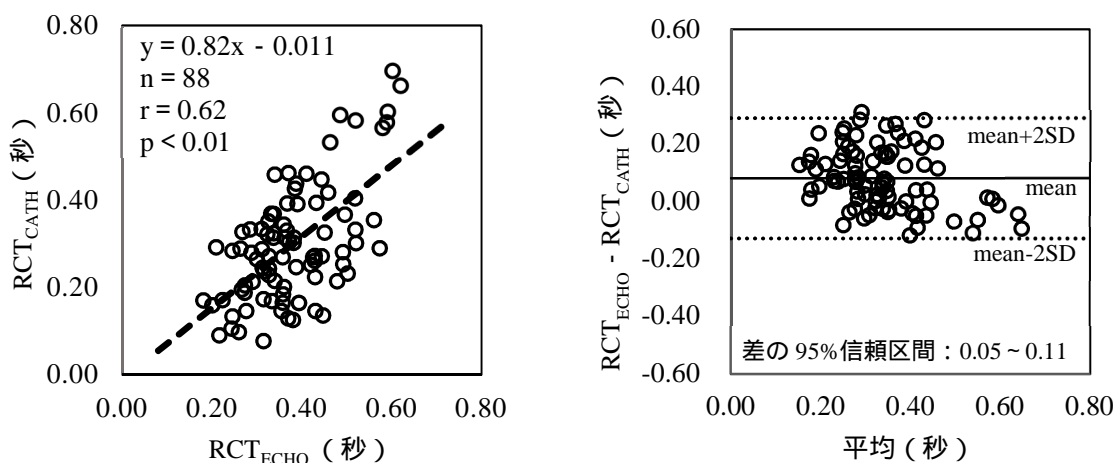 0.80
0.60
0.40
0.20
0.00
RCT_CATH（秒）
y = 0.82x - 0.011
n = 88
r = 0.62
p < 0.01
0.00 0.20 0.40 0.60 0.80
RCT_ECHO（秒）
0.60
0.40
0.20
0.00
-0.20
-0.40
-0.60
RCT_ECHO - RCT_CATH（秒）
mean+2SD
mean
mean-2SD
差の 95%信頼区間：0.05 ~ 0.11
0.00 0.20 0.40 0.60 0.80
平均（秒）